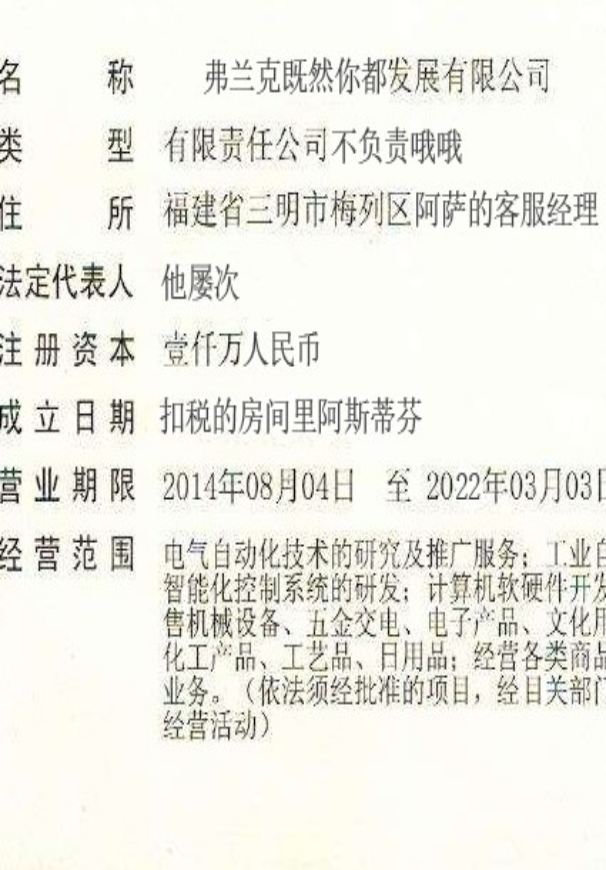 名称 弗兰克既然你都发展有限公司
类型 有限责任公司不负责哦哦
住所 福建省三明市梅列区阿萨的客服经理
法定代表人 他屡次
注册资本 壹仟万人民币
成立日期 扣税的房间里阿斯蒂芬
营业期限 2014年08月04日 至 2022年03月03日
经营范围 电气自动化技术的研究及推广服务；工业自
智能化控制系统的研发；计算机软硬件开发
售机械设备、五金交电、电子产品、文化用
化工产品、工艺品、日用品；经营各类商品
业务。（依法须经批准的项目，经目关部门
经营活动）